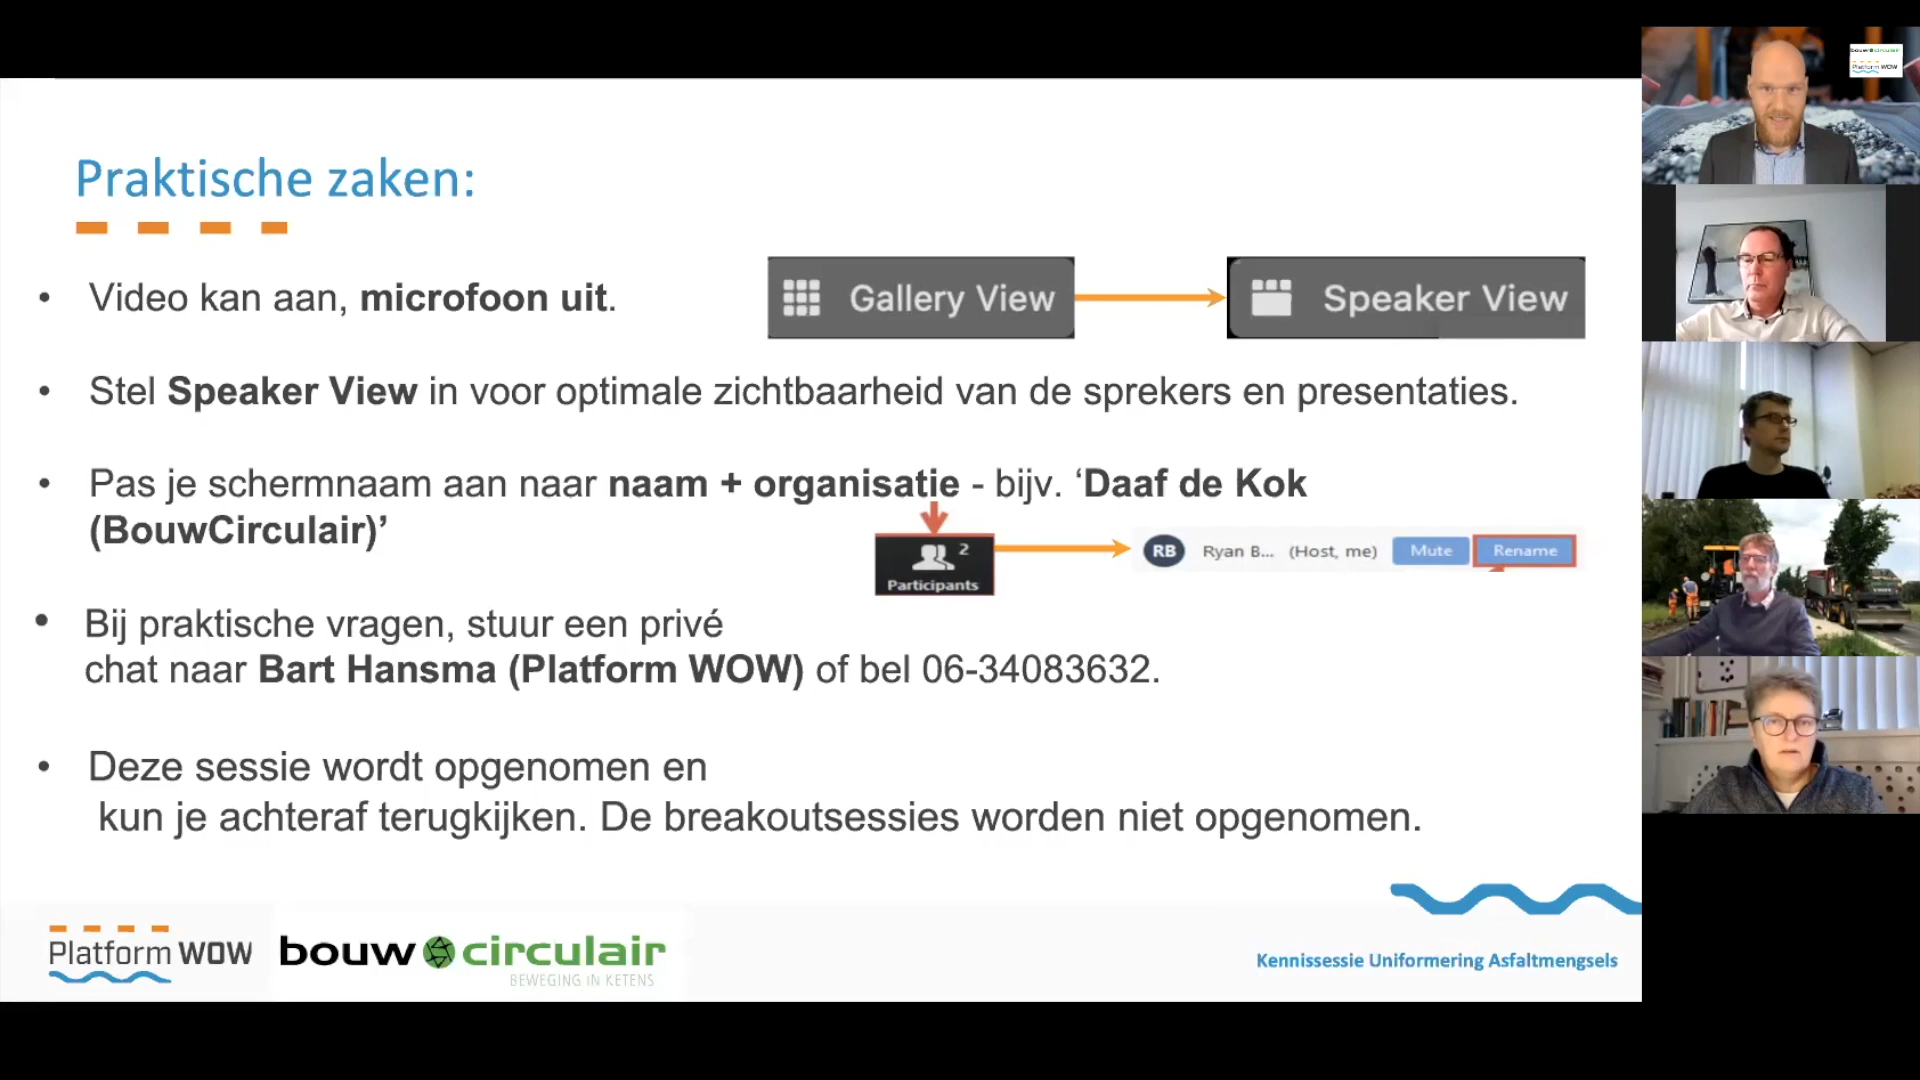 Praktische zaken:
• Video kan aan, microfoon uit.
Gallery View
Speaker View
• Stel Speaker View in voor optimale zichtbaarheid van de sprekers en presentaties.
• Pas je schermnaam aan naar naam + organisatie - bijv. ‘Daaf de Kok
(BouwCirculair)’
2
Participants
RB Ryan B... (Host, me) Mute Rename
• Bij praktische vragen, stuur een privé
chat naar Bart Hansma (Platform WOW) of bel 06-34083632.
• Deze sessie wordt opgenomen en
kun je achteraf terugkijken. De breakoutsessies worden niet opgenomen.
Platform WOW
bouwcirculair
BEWEGING IN KETENS
Kennissessie Uniformering Asfaltmengsels
bouwcirculair
Platform WOW